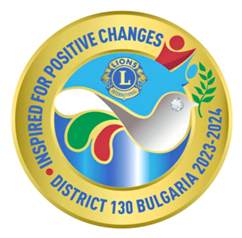 INSPIRED FOR POSITIVE CHANGES
LIONS
L
INTERNATIONAL
• DISTRICT 130 BULGARIA 2023-2024